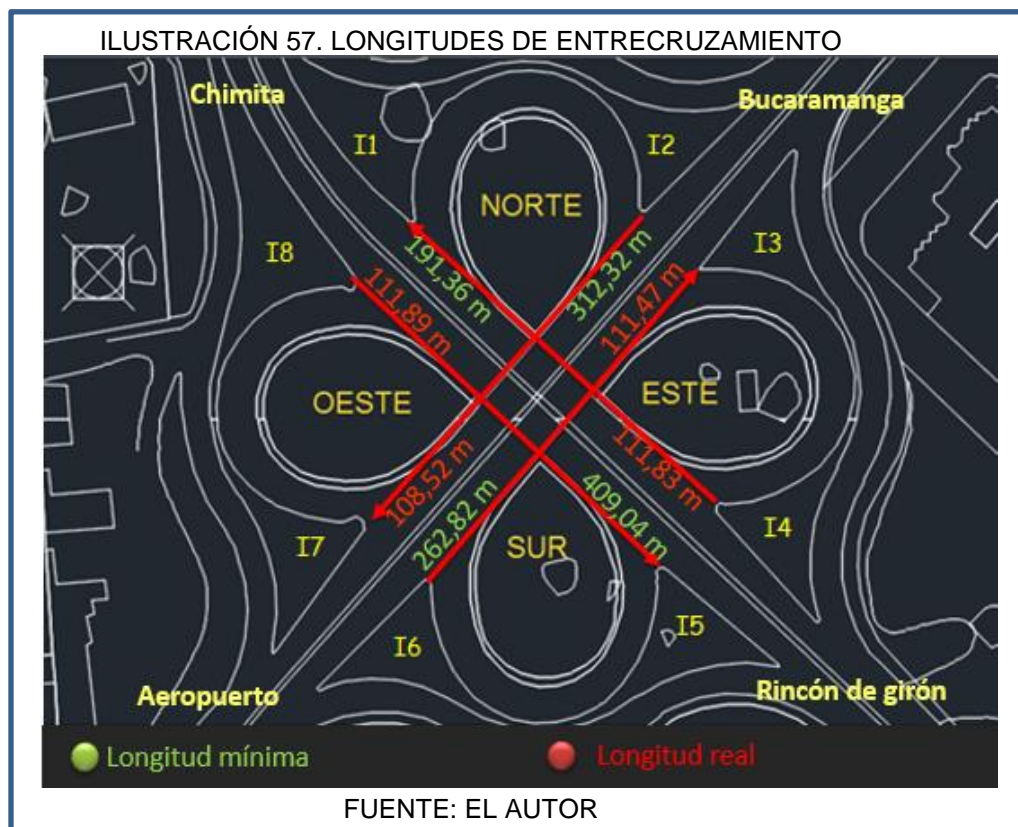 ILUSTRACIÓN 57. LONGITUDES DE ENTRECRUZAMIENTO
Chimita
Bucaramanga
I1
I2
NORTE
I8
I3
191,36 m
312,32 m
111,89 m
111,47 m
OESTE
ESTE
108,52 m
111,83 m
262,82 m
409,04 m
I7
SUR
I4
I6
I5
Aeropuerto
Rincón de girón
Longitud mínima
Longitud real
FUENTE: EL AUTOR